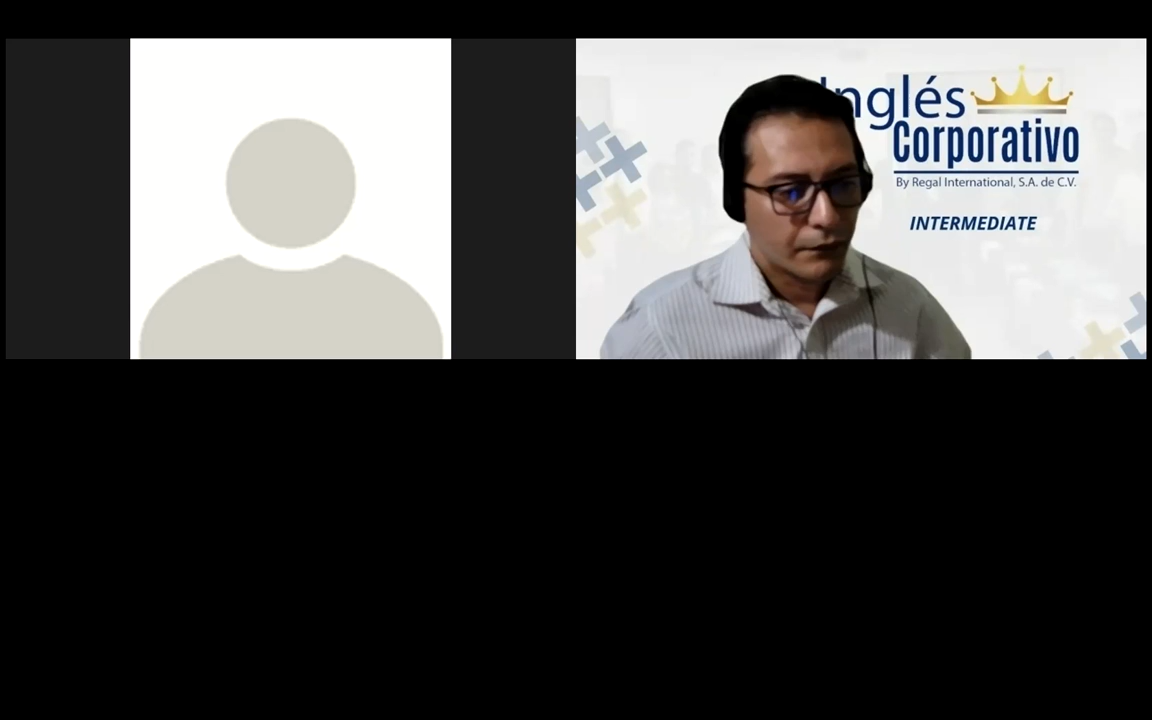 Inglés
Corporativo
By Regal International, S.A. de C.V.
INTERMEDIATE